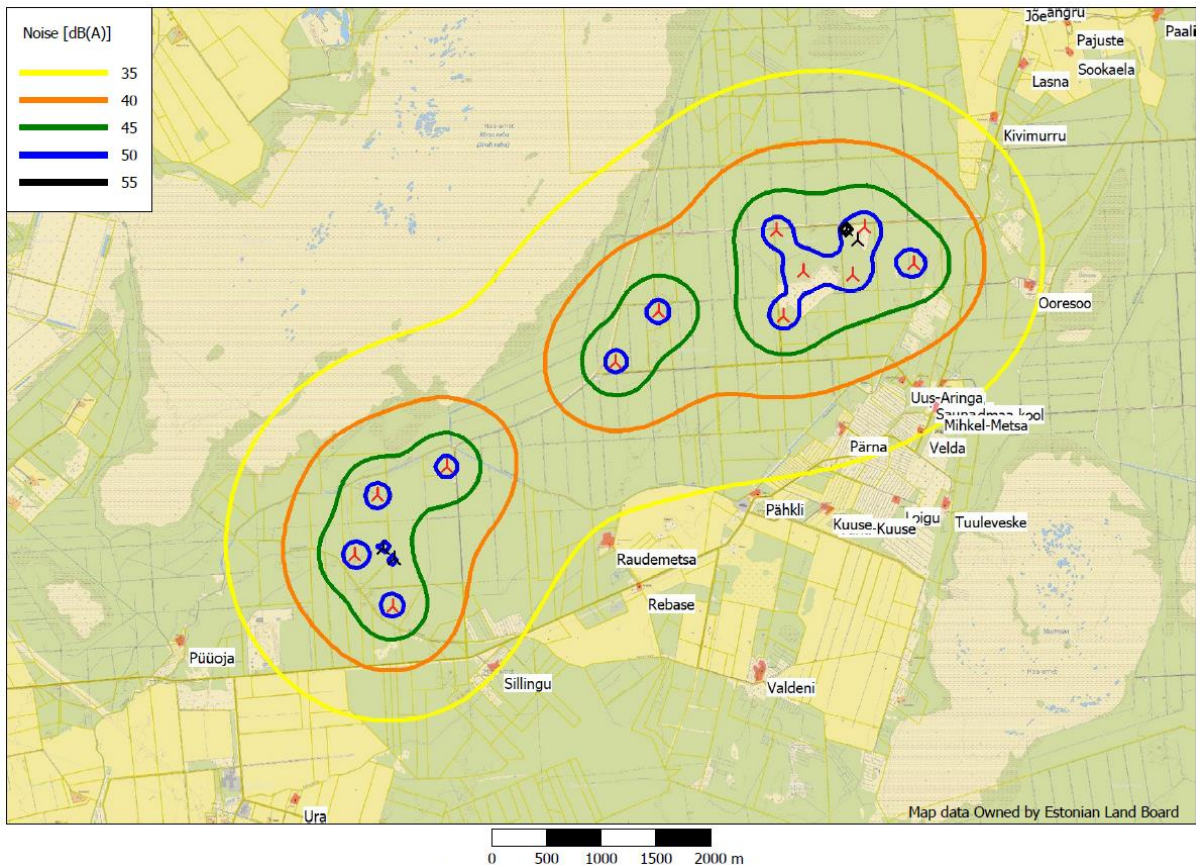 Noise [dB(A)]
35
40
45
50
55
Jõe
Paali
Pajuste
Sookaela
Lasna
Kivimurru
Ooresoo
Uus-Aringa
Mihkel-Metsa
Pärna
Velda
Pähkli
Kuuse
-Kuuse
Loigu
Tuuleveske
Raudemetsa
Rebase
Püüoja
Sillingu
Valdeni
Ura
Map data Owned by Estonian Land Board
0 500 1000 1500 2000 m